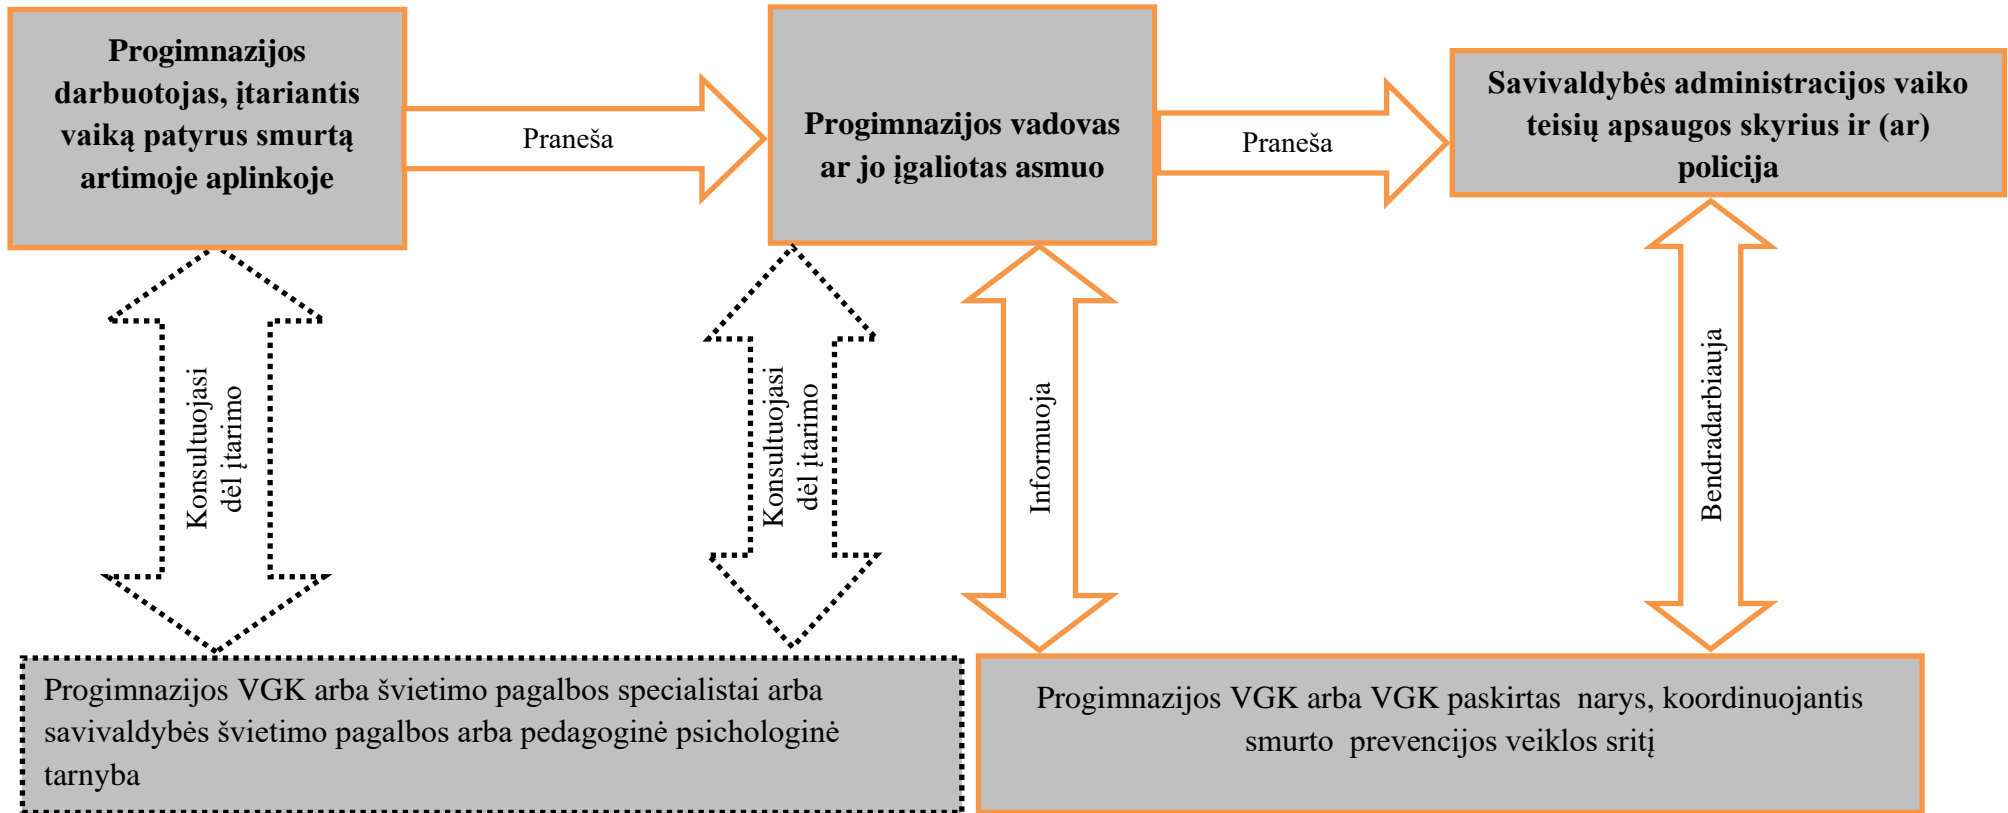 Progimnazijos
darbuotojas, įtariantis
vaiką patyrus smurtą
artimoje aplinkoje
Praneša
Progimnazijos vadovas
ar jo įgaliotas asmuo
Praneša
Savivaldybės administracijos vaiko
teisių apsaugos skyrius ir (ar)
policija
Konsultuojasi
dėl įtarimo
Konsultuojasi
dėl įtarimo
Informuoja
Bendradarbiauja
Progimnazijos VGK arba švietimo pagalbos specialistai arba
savivaldybės švietimo pagalbos arba pedagoginė psichologinė
tarnyba
Progimnazijos VGK arba VGK paskirtas narys, koordinuojantis
smurto prevencijos veiklos sritį